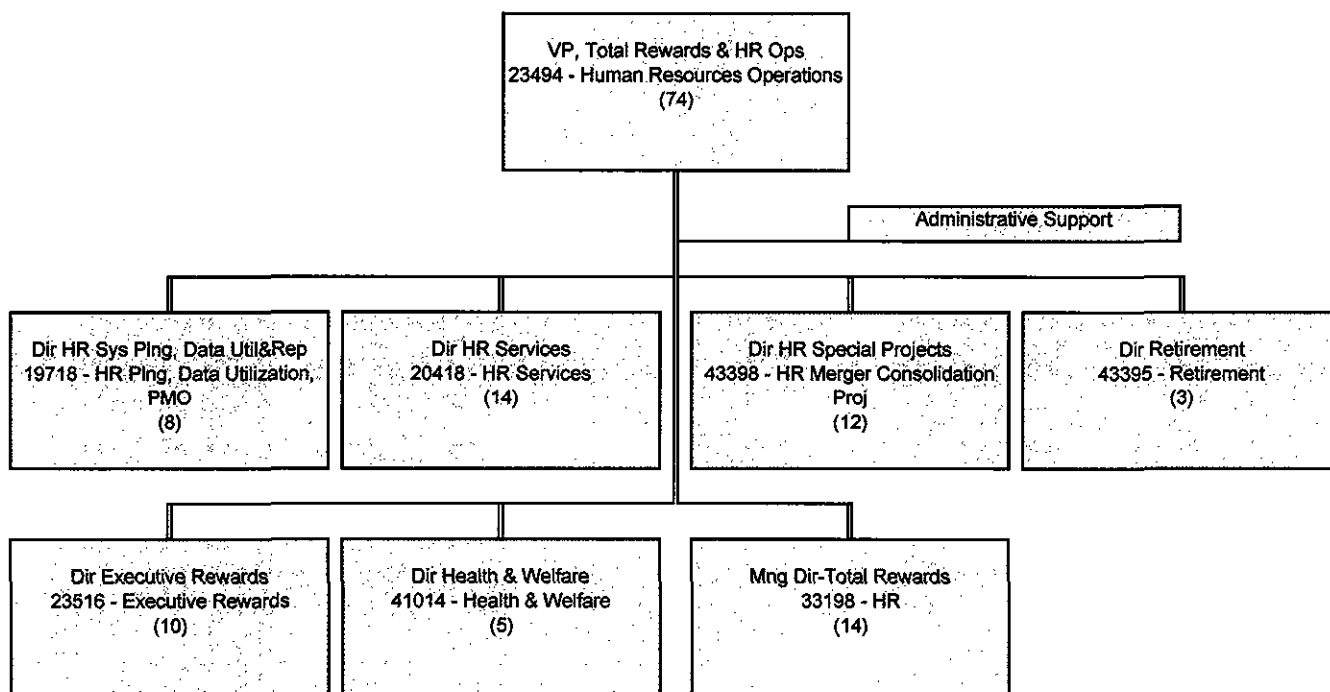 VP, Total Rewards & HR Ops
23494 - Human Resources Operations
(74)
Administrative Support
Dir HR Sys Plng, Data Util&Rep
19718 - HR Plng, Data Utilization,
PMO
(8)
Dir HR Services
20418 - HR Services
(14)
Dir HR Special Projects
43398 - HR Merger Consolidation
Proj
(12)
Dir Retirement
43395 - Retirement
(3)
Dir Executive Rewards
23516 - Executive Rewards
(10)
Dir Health & Welfare
41014 - Health & Welfare
(5)
Mng Dir-Total Rewards
33198 - HR
(14)